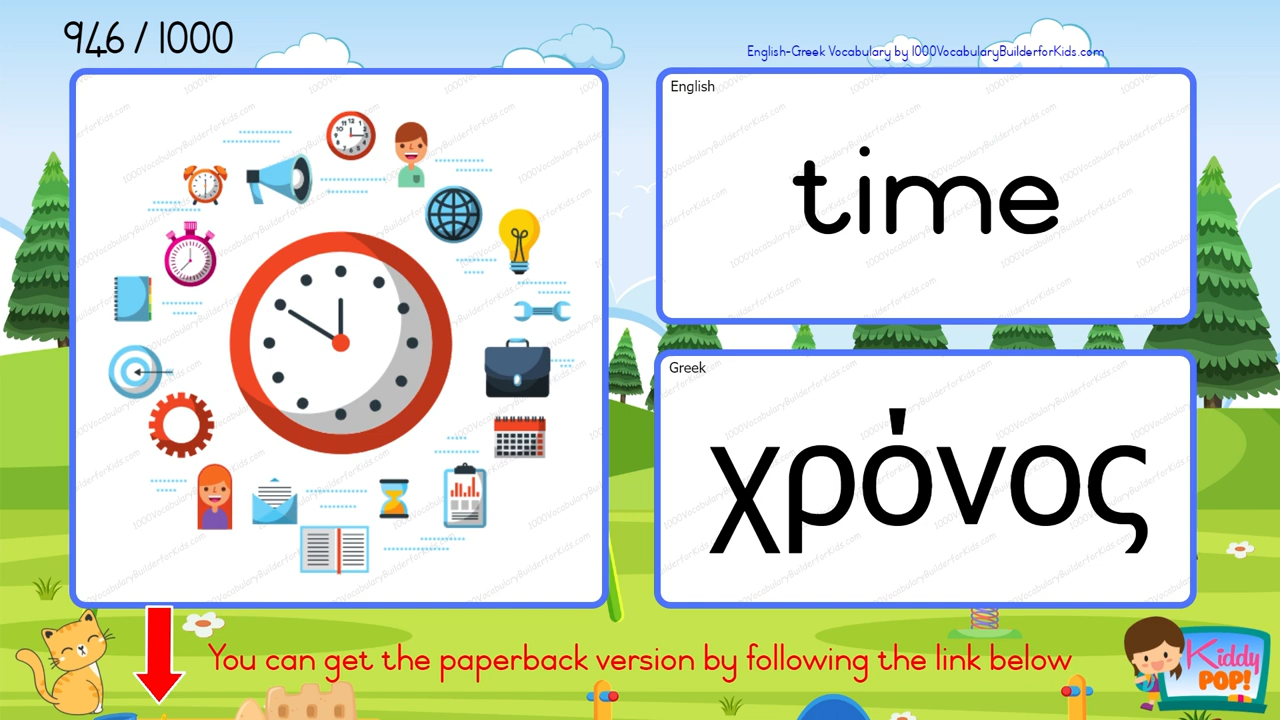 946 / 1000
English-Greek Vocabulary by 1000VocabularyBuilderforKids.com
English
time
Greek
χρόνος
You can get the paperback version by following the link below
Kiddy
POP!